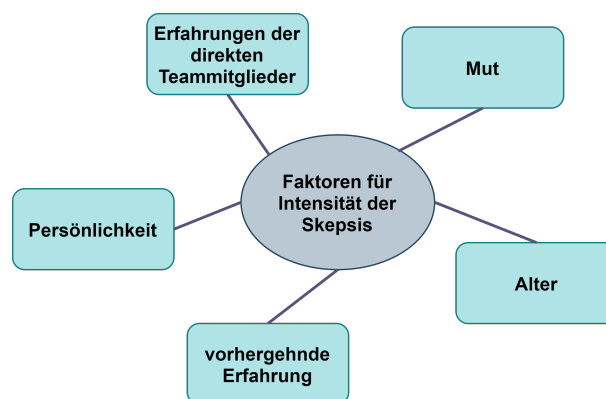 Erfahrungen der
direkten
Teammitglieder
Mut
Faktoren für
Intensität der
Skepsis
Persönlichkeit
Alter
vorhergehnde
Erfahrung